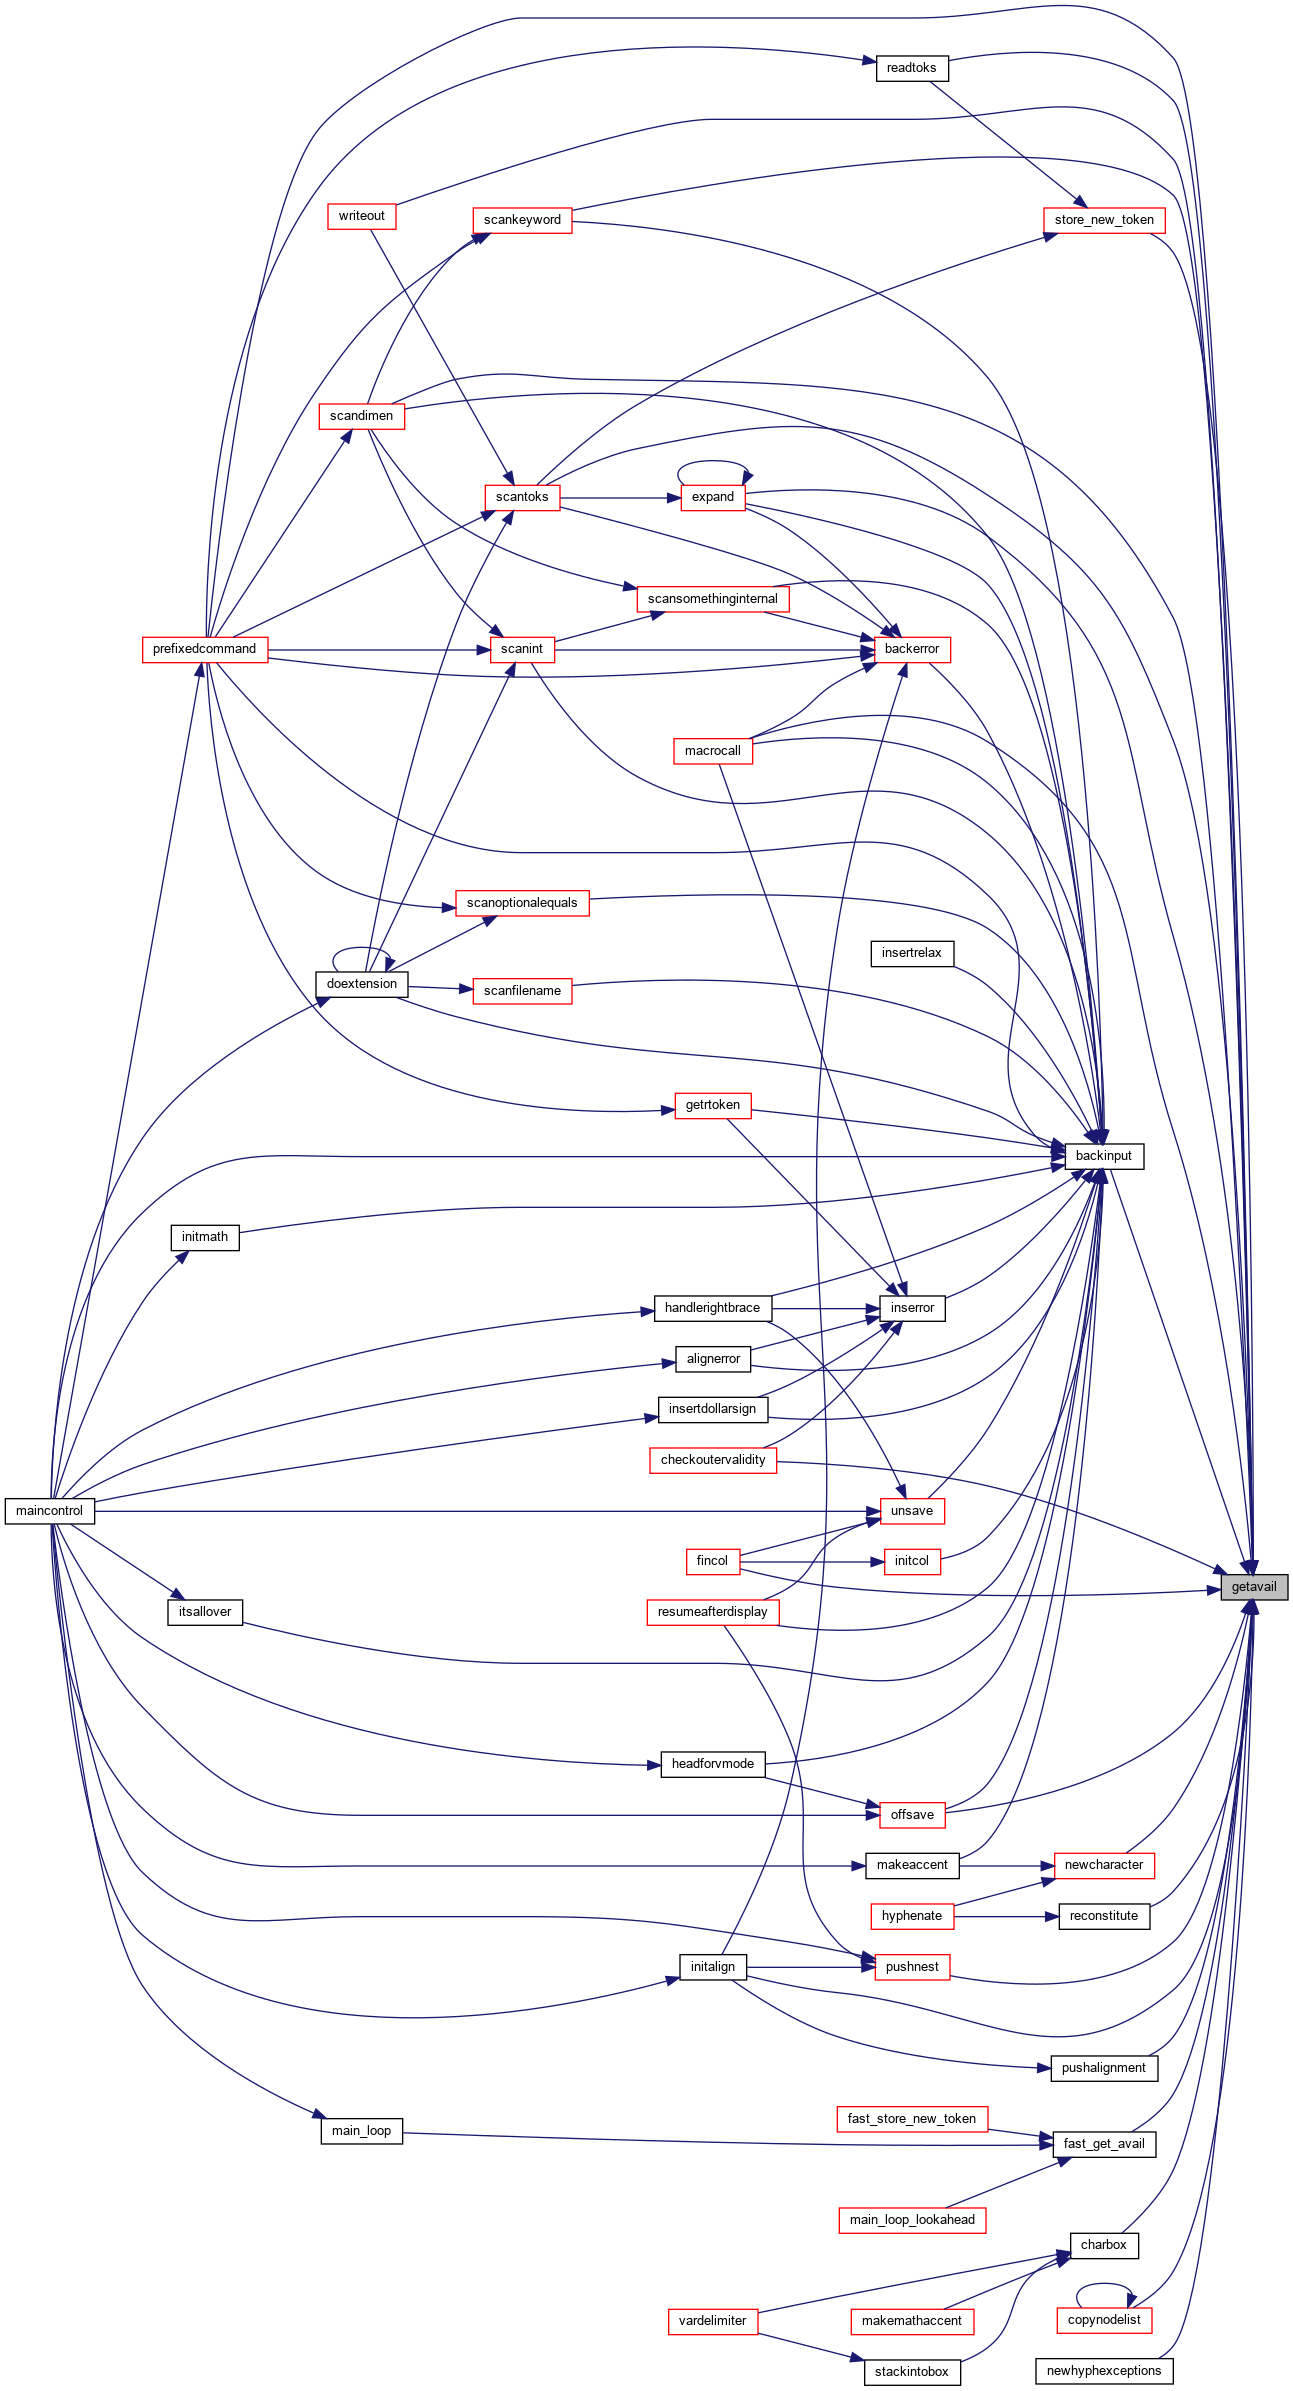 readtoks
writeout
scankeyword
store_new_token
scandimen
scantoks
expand
scansomethinginternal
prefixedcommand
scanint
backerror
macrocall
scanoptionalequals
insertrelax
doextension
scanfilename
getrtoken
backinput
initmath
handlerightbrace
inserror
alignerror
insertdollarsign
checkoutervalidity
maincontrol
unsave
fincol
initcol
getavail
itsallover
resumeafterdisplay
headforvmode
offsave
makeaccent
newcharacter
hyphenate
reconstitute
initalign
pushnest
pushalignment
fast_store_new_token
main_loop
fast_get_avail
main_loop_lookahead
charbox
vardelimiter
makemathaccent
copynodelist
stackintobox
newhyphexceptions